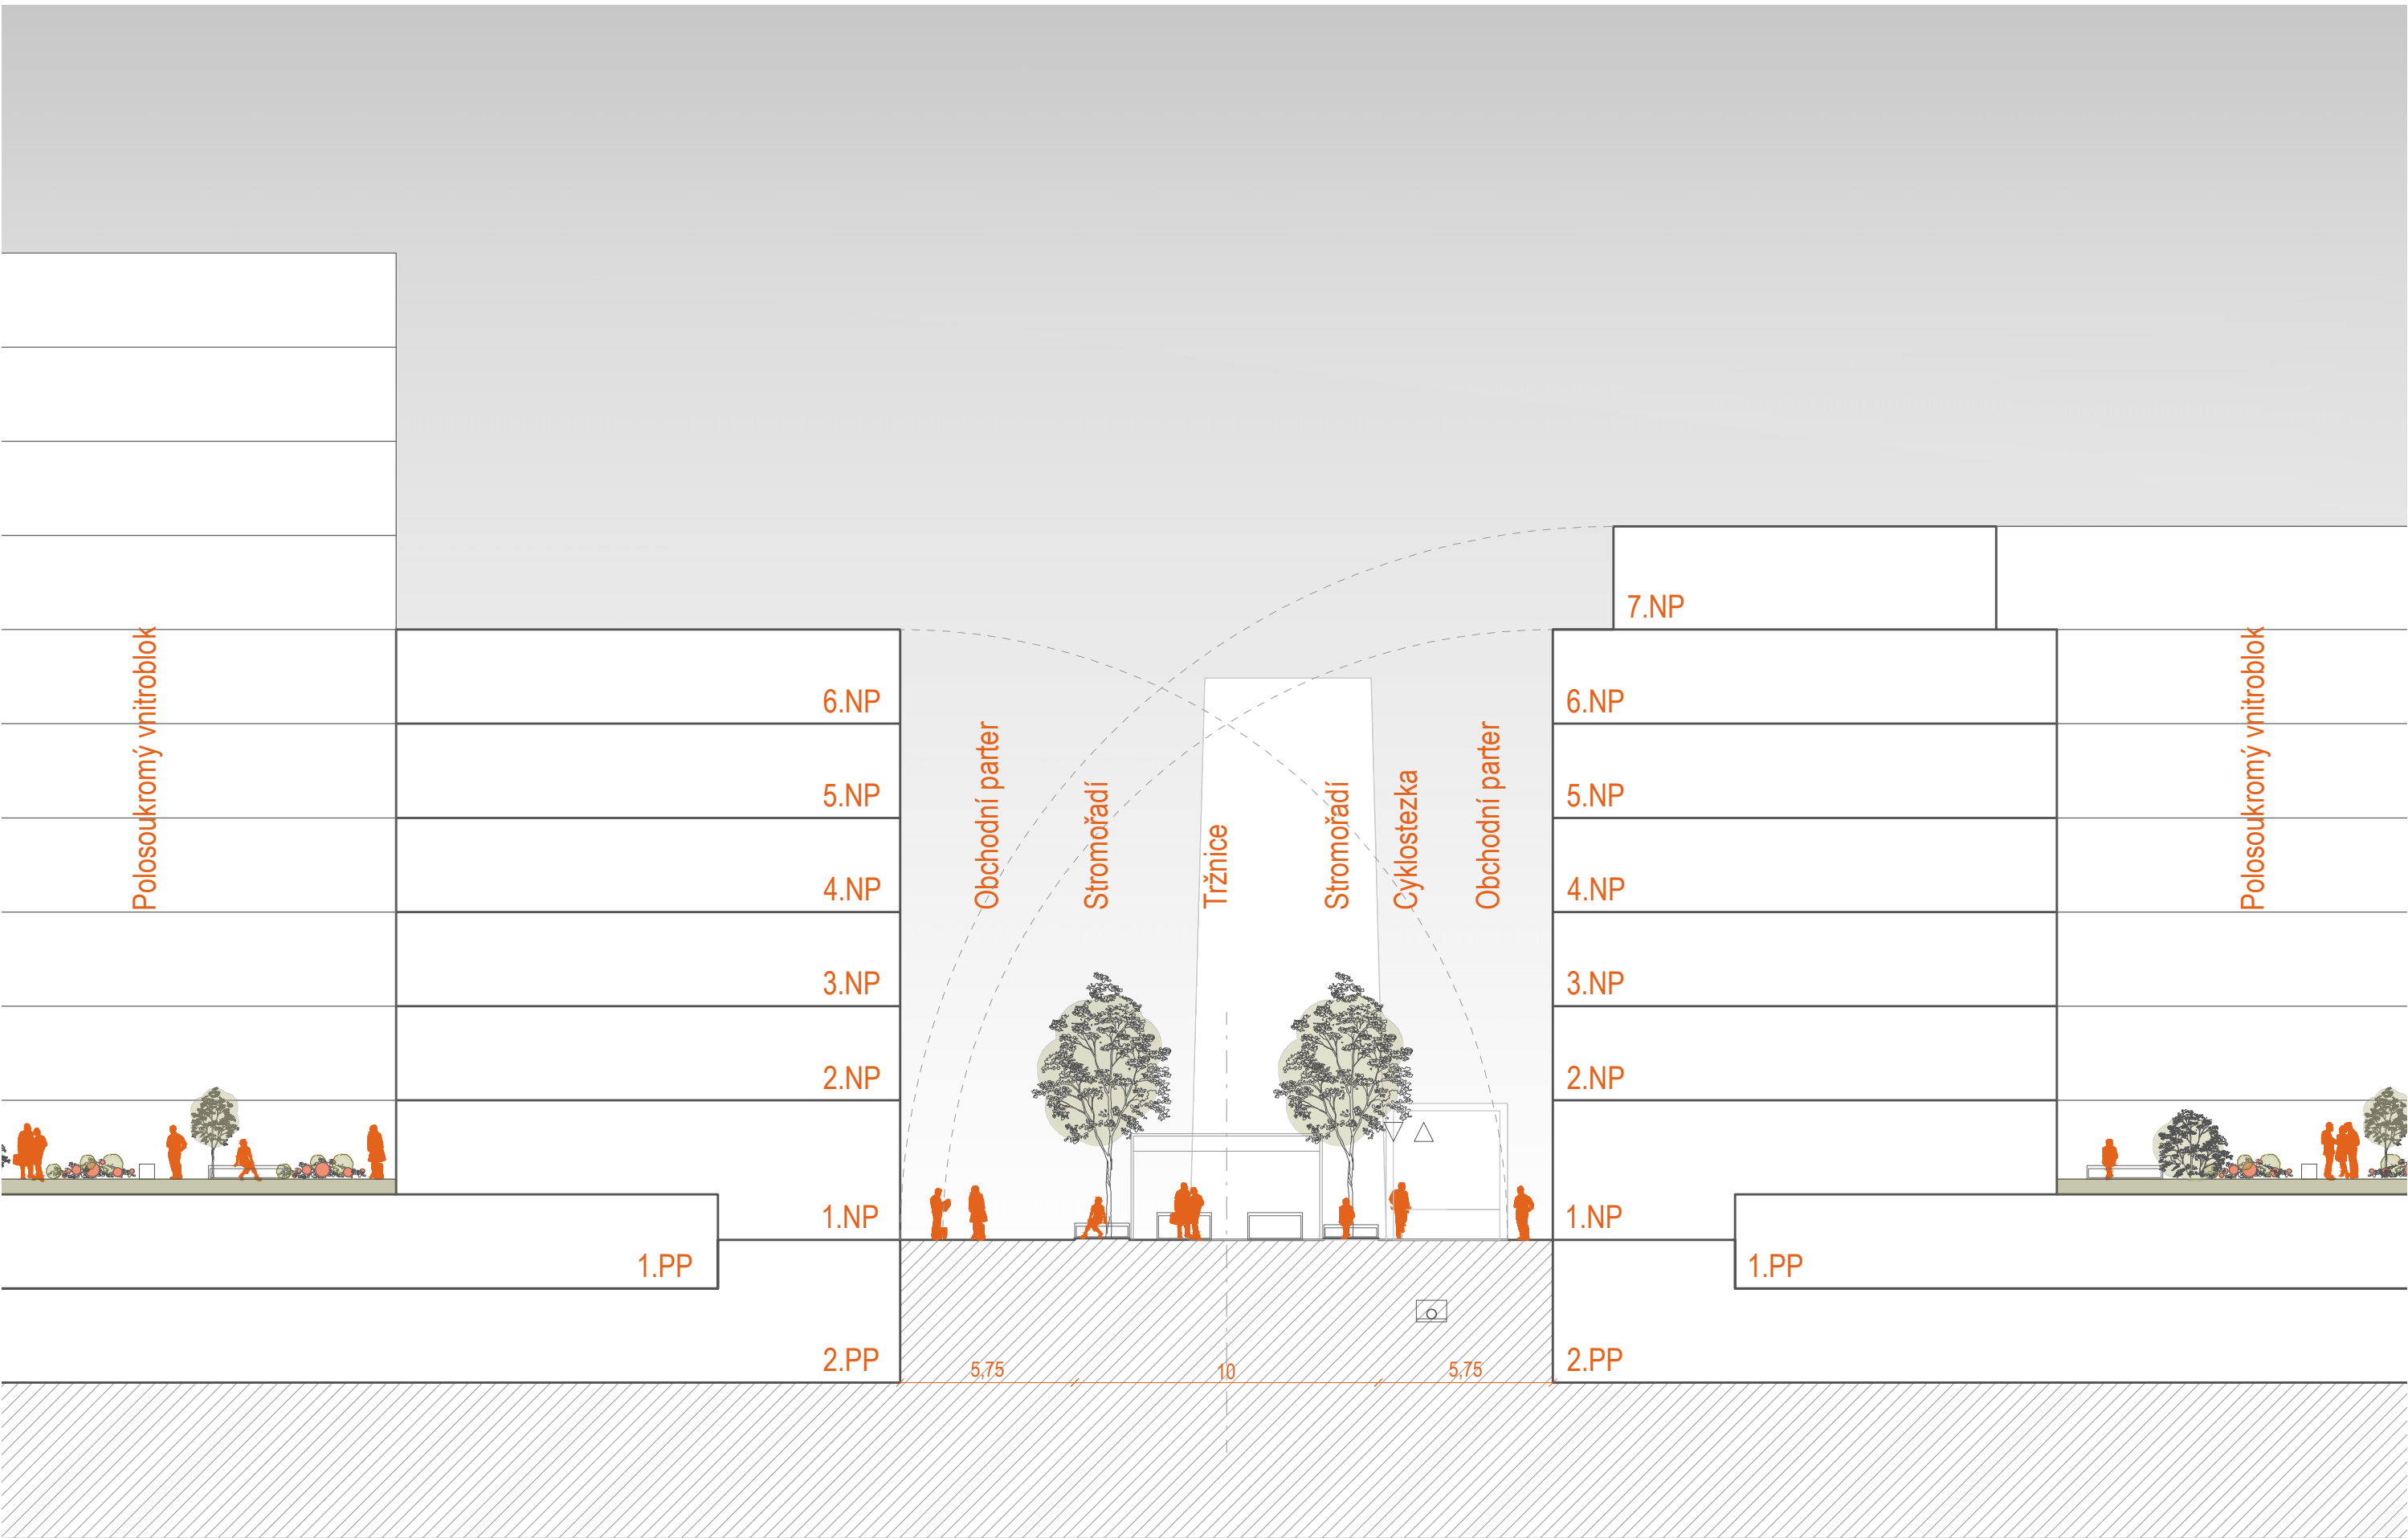 7.NP
Polosoukromý vnitroblok
6.NP
5.NP
4.NP
3.NP
2.NP
1.NP
1.PP
2.PP
Obchodní parter
Stromořadí
Tržnice
Stromořadí
Cyklostezka
Obchodní parter
6.NP
5.NP
4.NP
3.NP
2.NP
1.NP
1.PP
2.PP
Polosoukromý vnitroblok
5,75
10
5,75